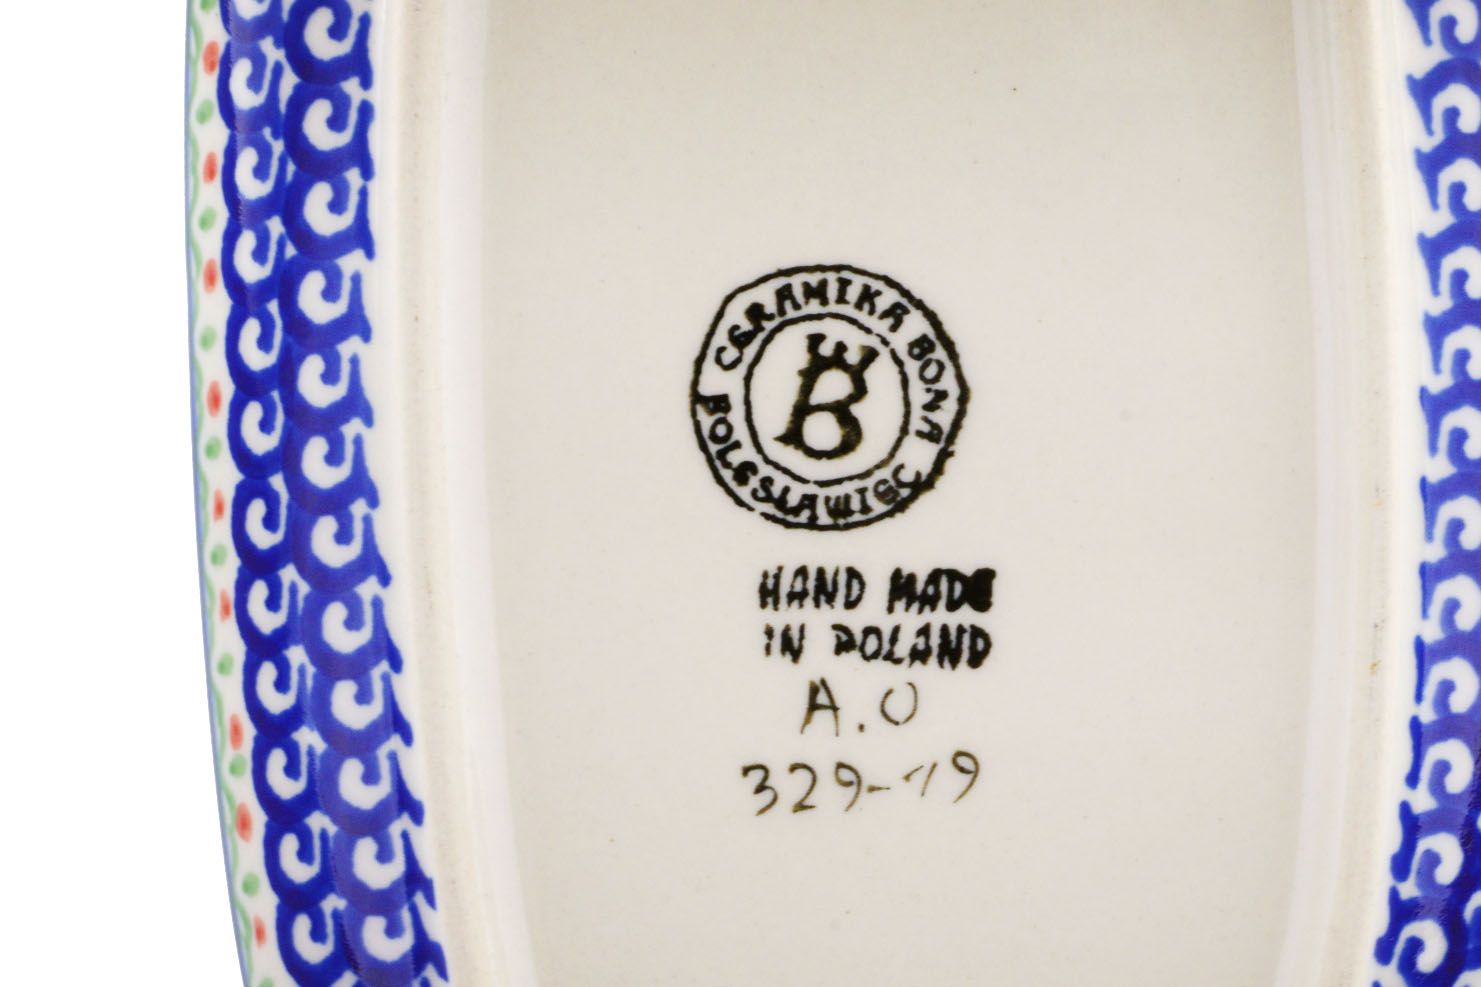 CERAMIKA BONA
BOLESŁAWIEC
B
HAND MADE
IN POLAND
A.O
329-19